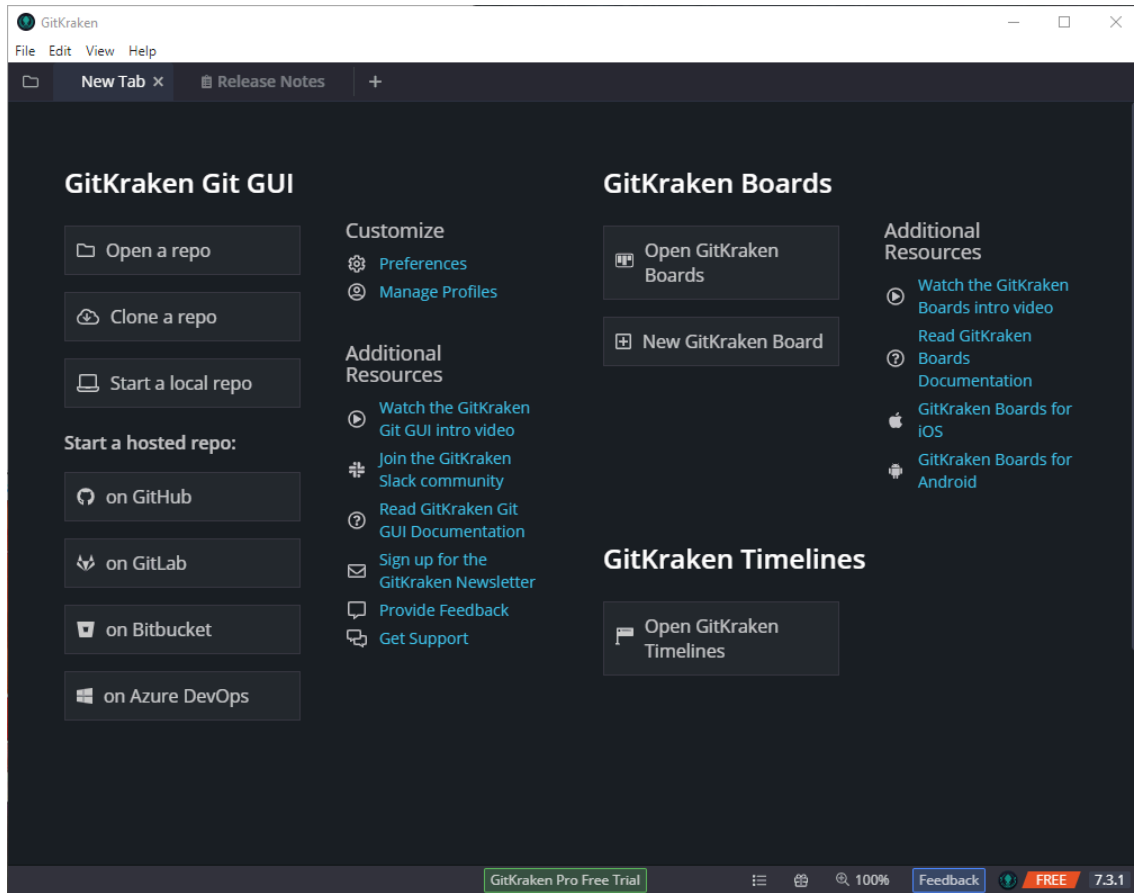 GitKraken
File Edit View Help
New Tab
Release Notes
GitKraken Git GUI
Open a repo
Clone a repo
Start a local repo
Start a hosted repo:
on GitHub
on GitLab
on Bitbucket
on Azure DevOps
Customize
Preferences
Manage Profiles
Additional
Resources
Watch the GitKraken
Git GUI intro video
Join the GitKraken
Slack community
Read GitKraken Git
GUI Documentation
Sign up for the
GitKraken Newsletter
Provide Feedback
Get Support
GitKraken Boards
Open GitKraken
Boards
New GitKraken Board
Additional
Resources
Watch the GitKraken
Boards intro video
Read GitKraken
Boards
Documentation
GitKraken Boards for
iOS
GitKraken Boards for
Android
GitKraken Timelines
Open GitKraken
Timelines
GitKraken Pro Free Trial
100%
Feedback
FREE
7.3.1